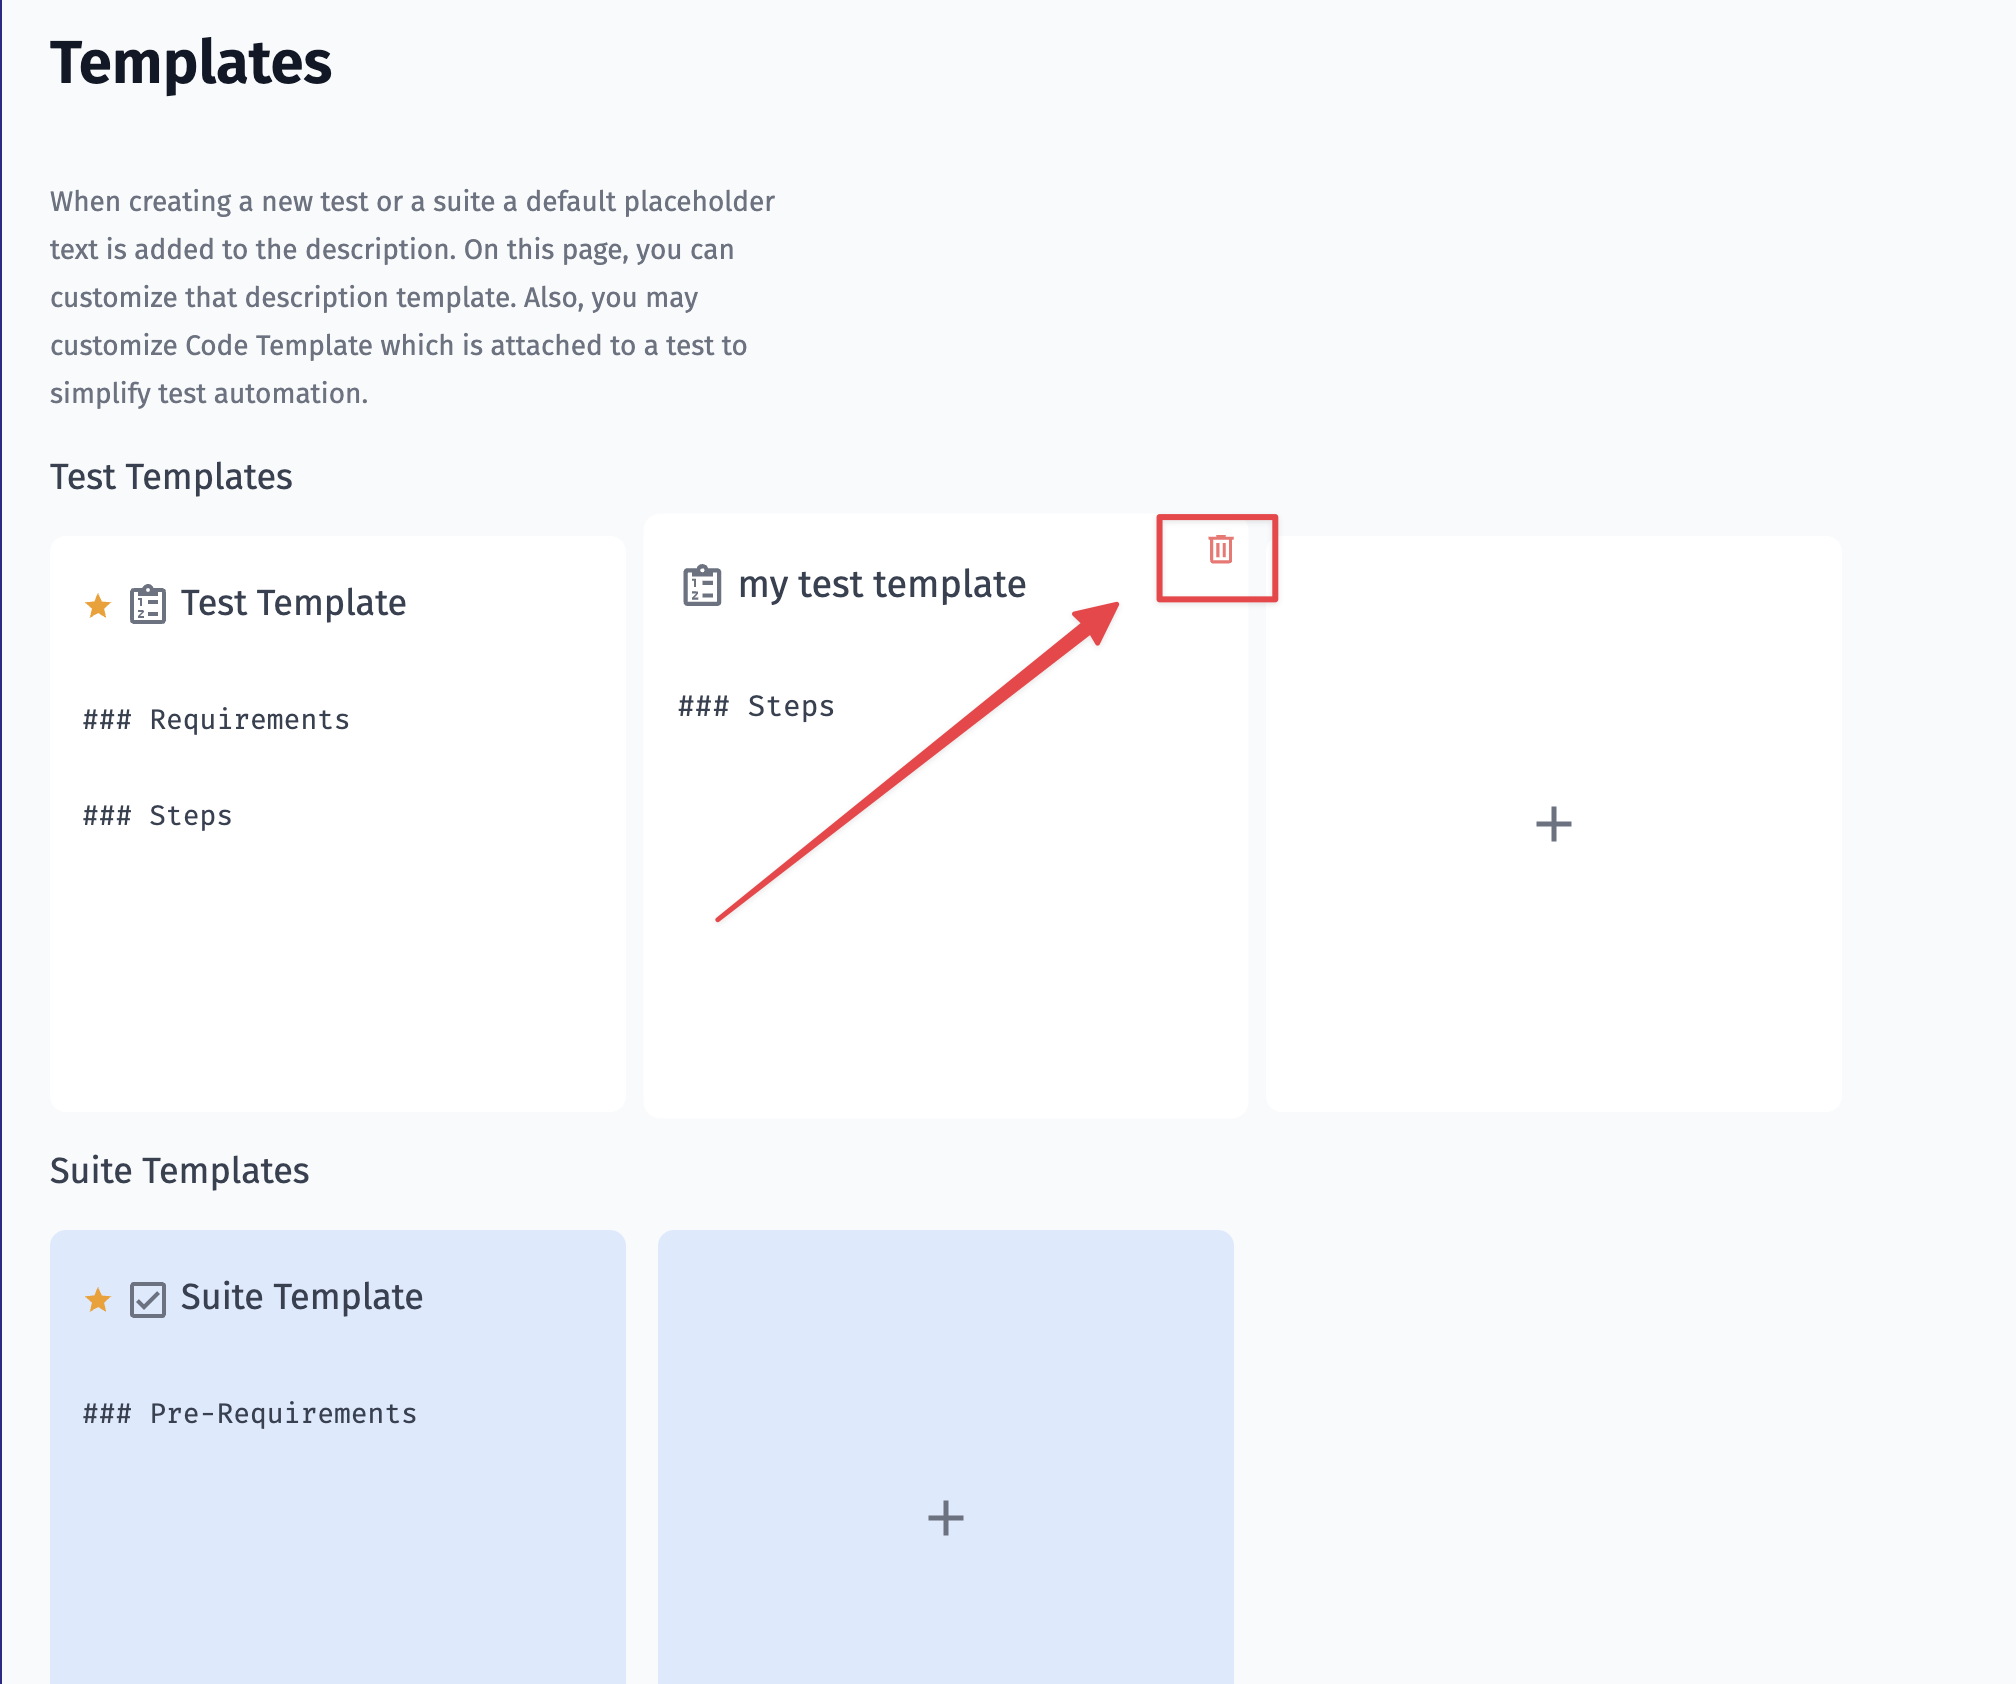 Templates
When creating a new test or a suite a default placeholder
text is added to the description. On this page, you can
customize that description template. Also, you may
customize Code Template which is attached to a test to
simplify test automation.
Test Templates
Test Template
### Requirements
### Steps
my test template
### Steps
Suite Templates
Suite Template
### Pre-Requirements